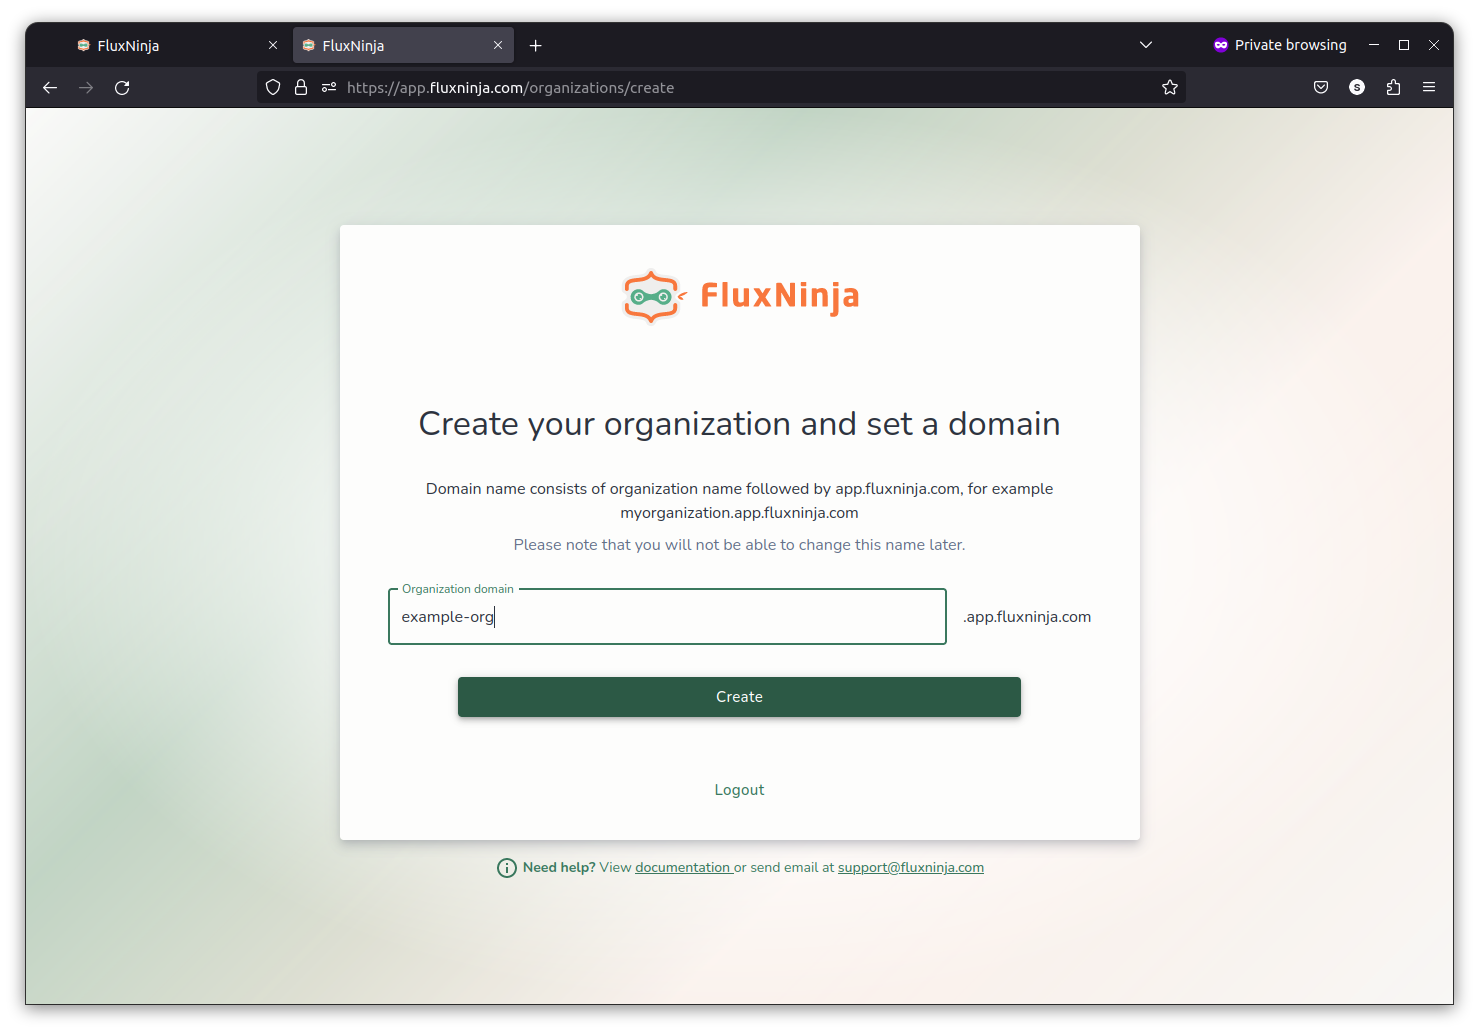 FluxNinja
FluxNinja
Private browsing
https://app.fluxninja.com/organizations/create
S
FluxNinja
Create your organization and set a domain
Domain name consists of organization name followed by app.fluxninja.com, for example
myorganization.app.fluxninja.com
Please note that you will not be able to change this name later.
Organization domain
example-org
.app.fluxninja.com
Create
Logout
Need help? View documentation or send email at support@fluxninja.com